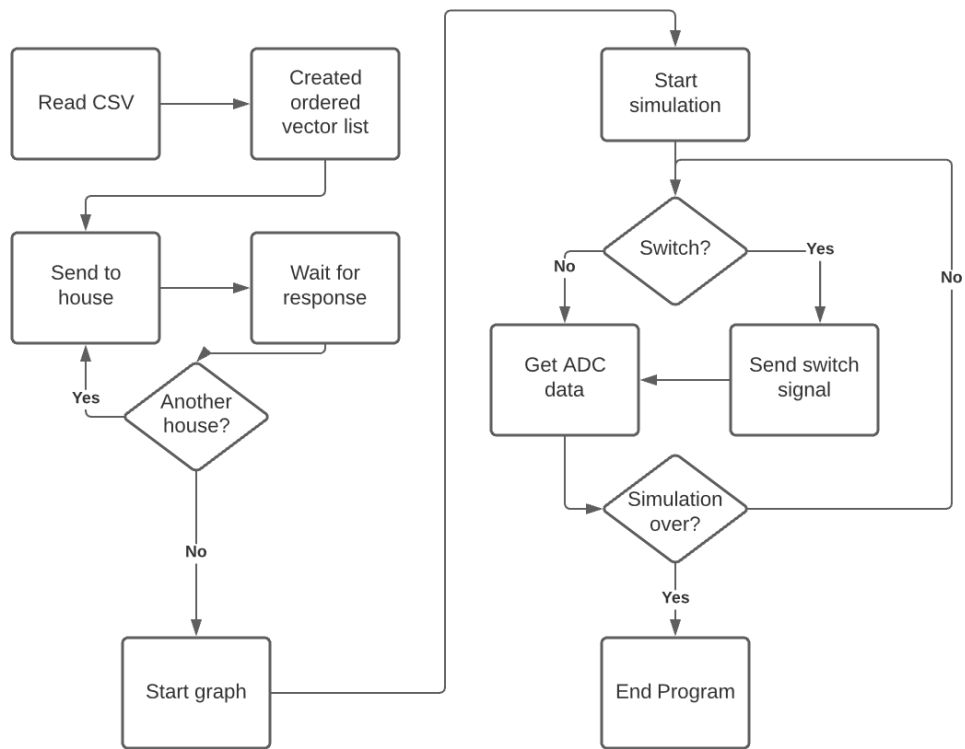 Read CSV
Created
ordered
vector list
Send to
house
Wait for
response
Another
house?
Yes
No
Start graph
Start
simulation
Switch?
No
Yes
Get ADC
data
Send switch
signal
Simulation
over?
No
Yes
End Program